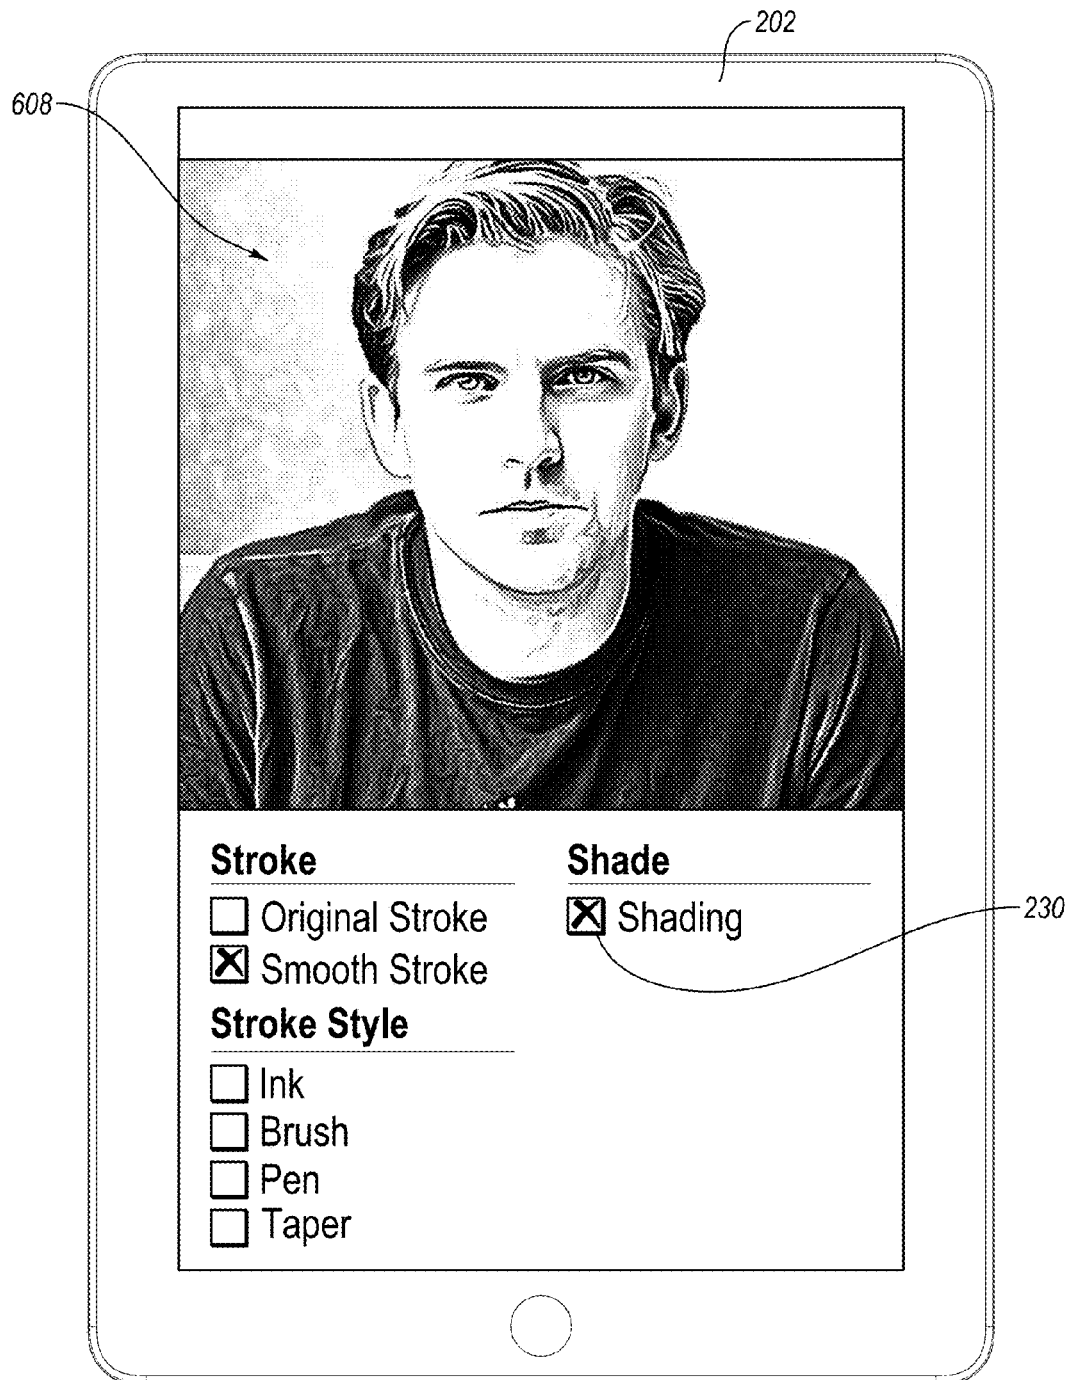 202
608
Stroke
Original Stroke
Smooth Stroke
Shade
Shading
230
Stroke Style
Ink
Brush
Pen
Taper